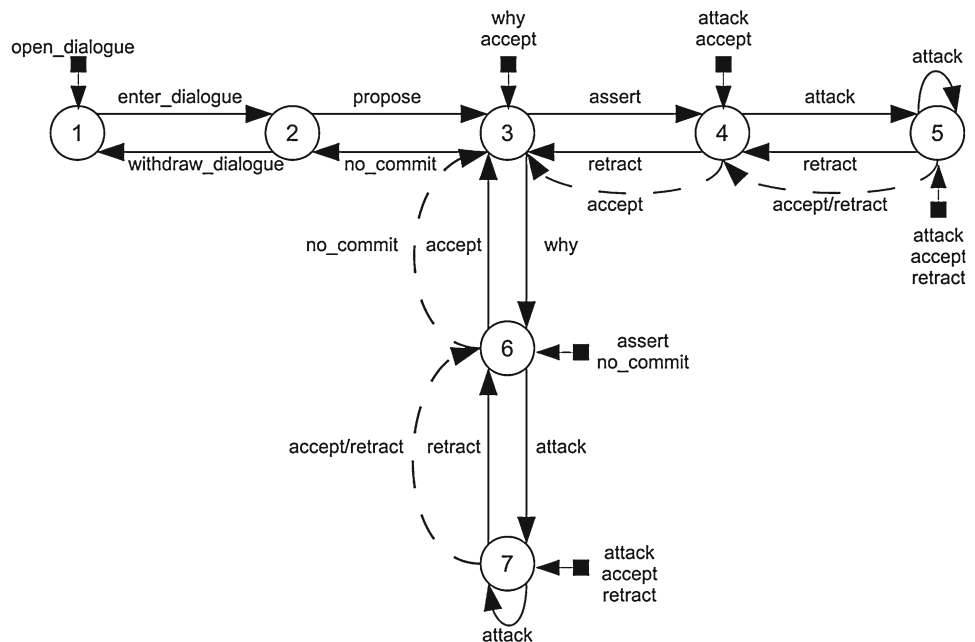 open_dialogue
why
accept
attack
accept
attack
enter_dialogue
propose
assert
attack
1
2
3
4
5
withdraw_dialogue
no_commit
retract
retract
accept
accept/retract
attack
accept
retract
no_commit
accept
why
6
assert
no_commit
accept/retract
retract
attack
7
attack
accept
retract
attack